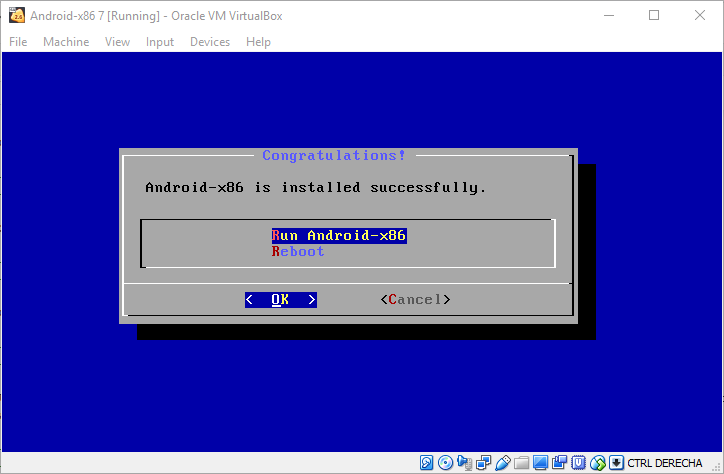 Android-x86 7 [Running] - Oracle VM VirtualBox
File Machine View Input Devices Help
Congratulations!
Android-x86 is installed successfully.
Run Android-x86
Reboot
< OK > <Cancel>
CTRL DERECHA